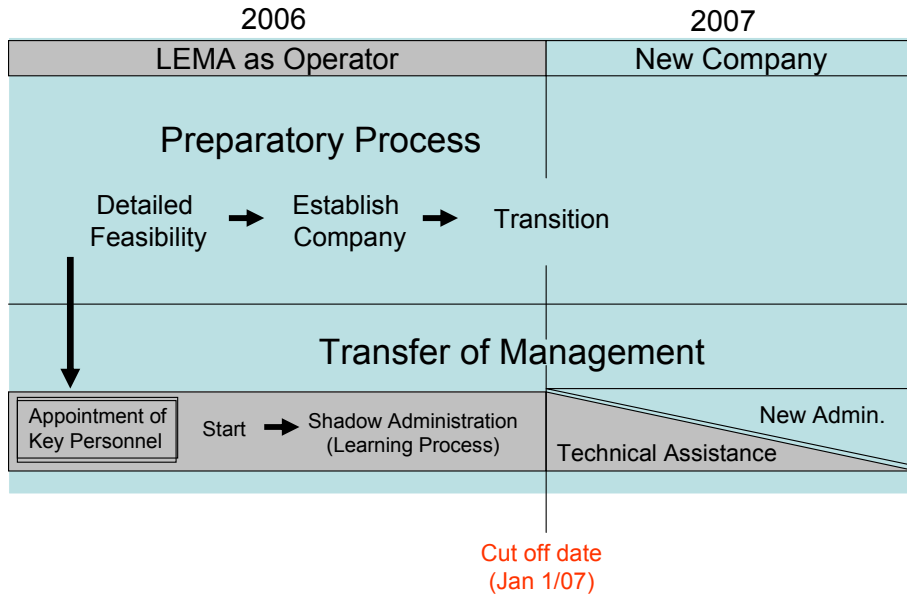 2006
2007
LEMA as Operator
New Company
Preparatory Process
Detailed
Feasibility
Establish
Company
Transition
Transfer of Management
Appointment of
Key Personnel
Start
Shadow Administration
(Learning Process)
New Admin.
Technical Assistance
Cut off date
(Jan 1/07)